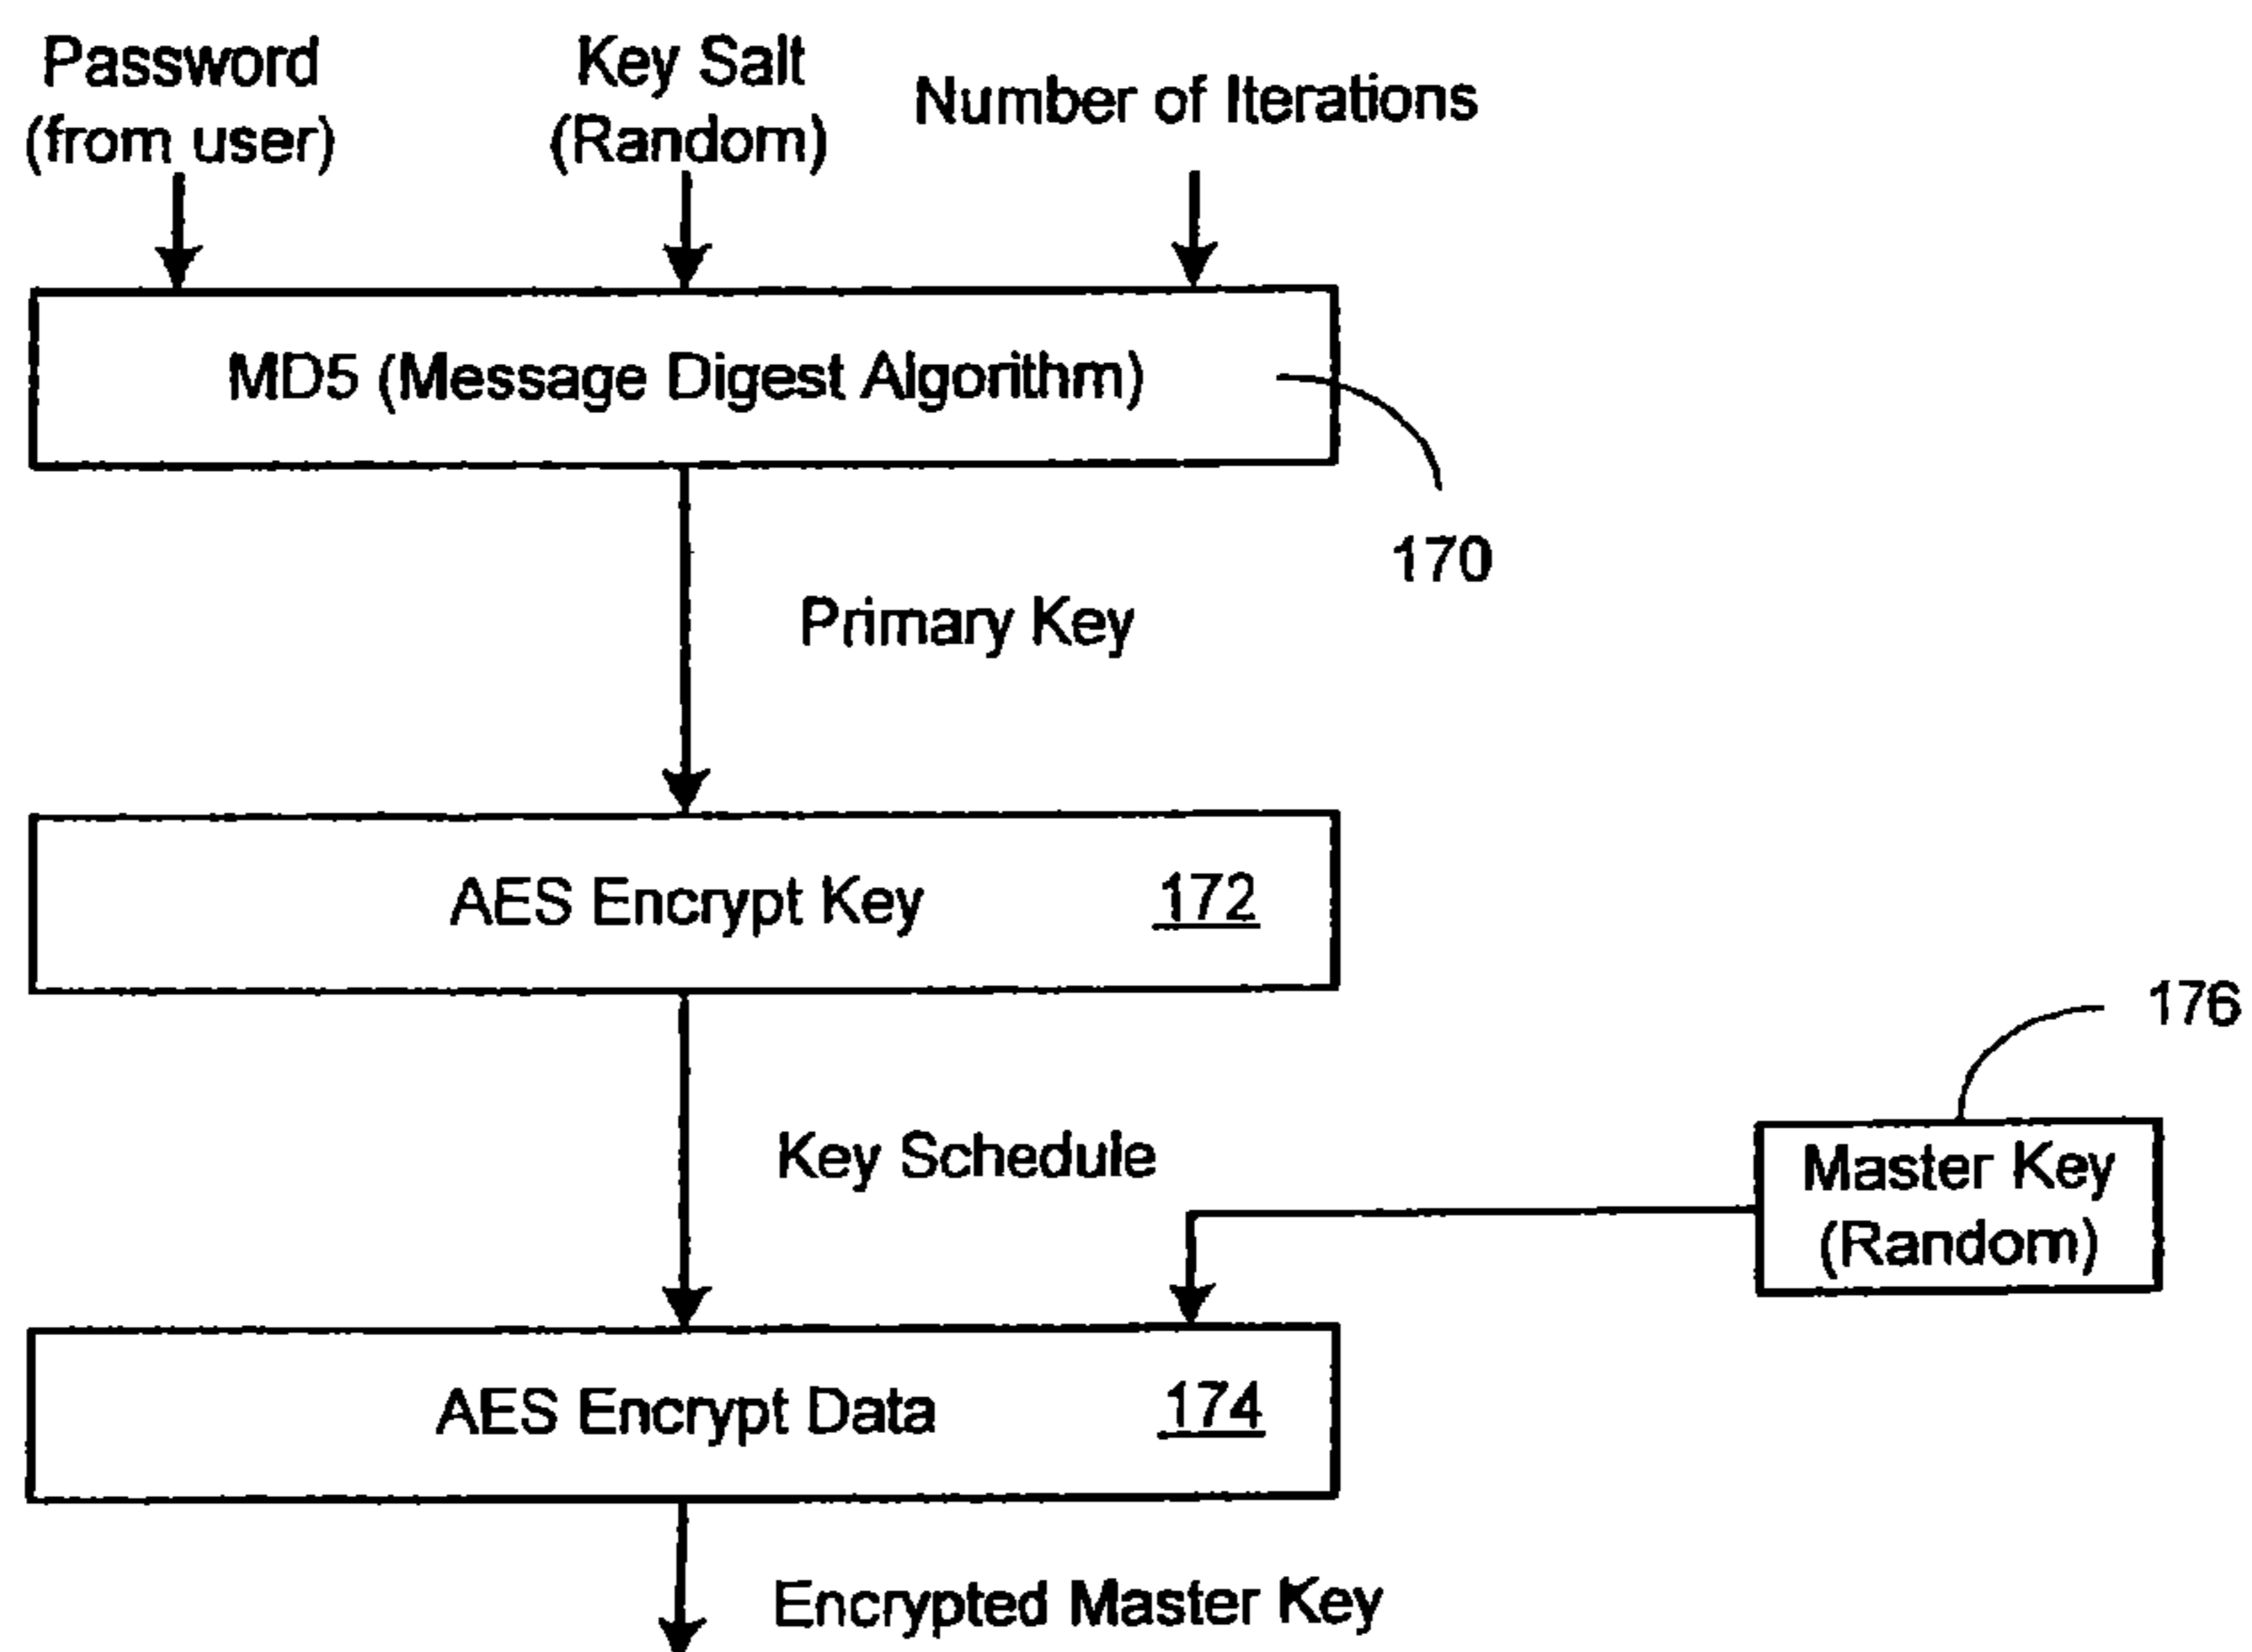 Password
(from user)
Key Salt
(Random)
Number of Iterations
MD5 (Message Digest Algorithm)
170
Primary Key
AES Encrypt Key 172
176
Key Schedule
Master Key
(Random)
AES Encrypt Data 174
Encrypted Master Key